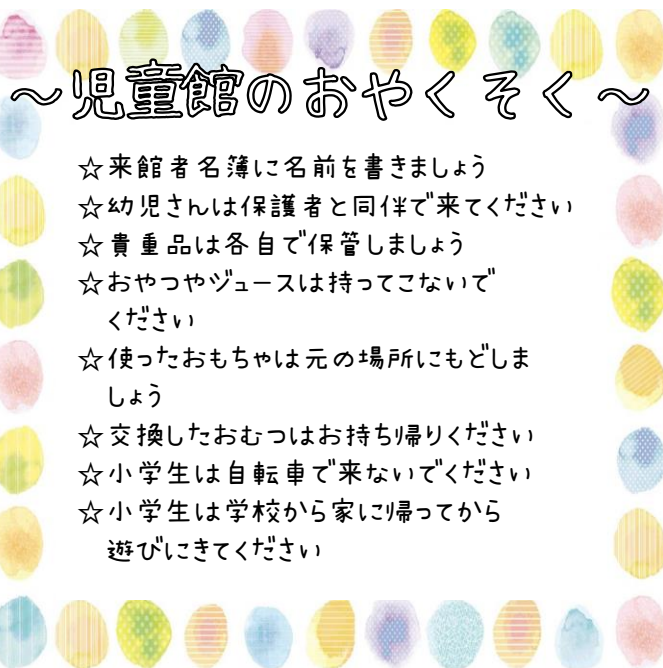 ～児童館のおやくそく～
☆来館者名簿に名前を書きましょう
☆幼児さんは保護者と同伴で来てください
☆貴重品は各自で保管しましょう
☆おやつやジュースは持ってこないで
ください
☆使ったおもちゃは元の場所にもどしま
しょう
☆交換したおむつはお持ち帰りください
☆小学生は自転車で来ないでください
☆小学生は学校から家に帰ってから
遊びにきてください